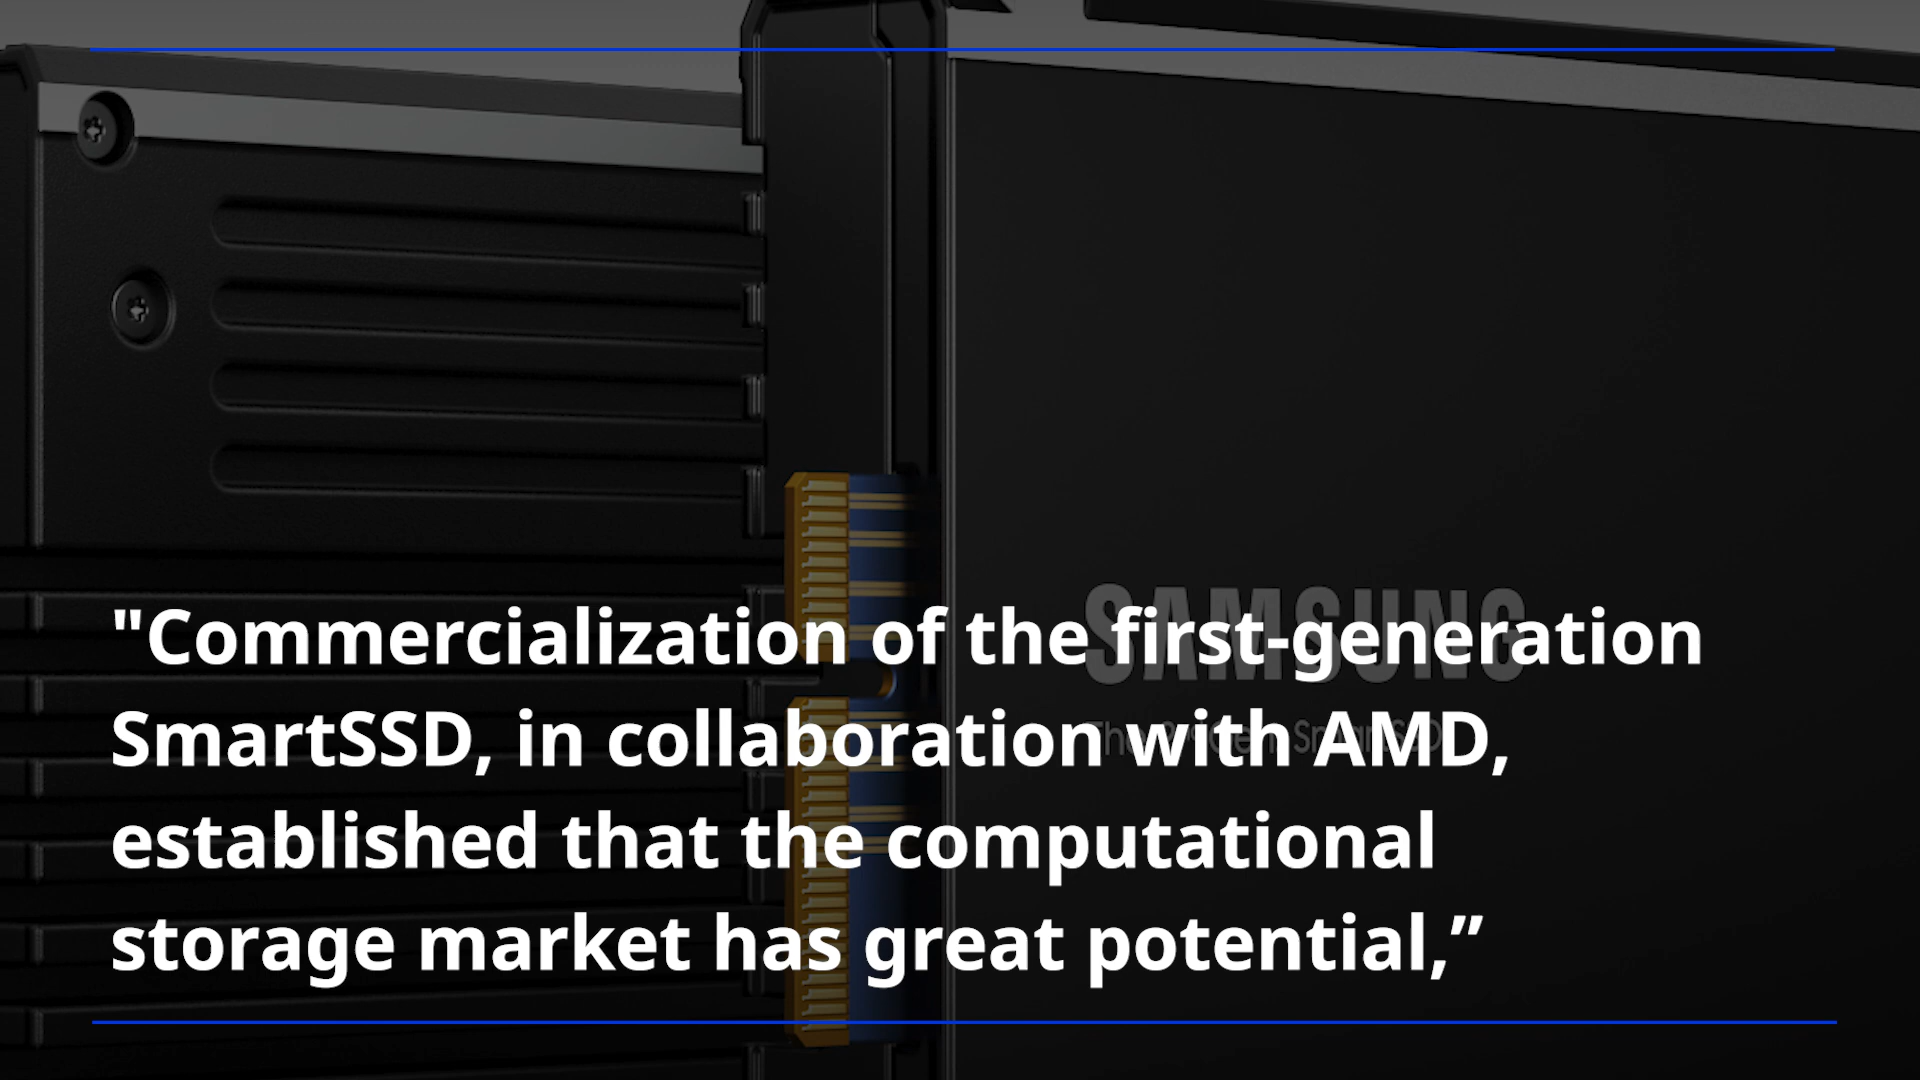 SAMSUNG
"Commercialization of the first-generation
SmartSSD, in collaboration with AMD,
established that the computational
storage market has great potential,”